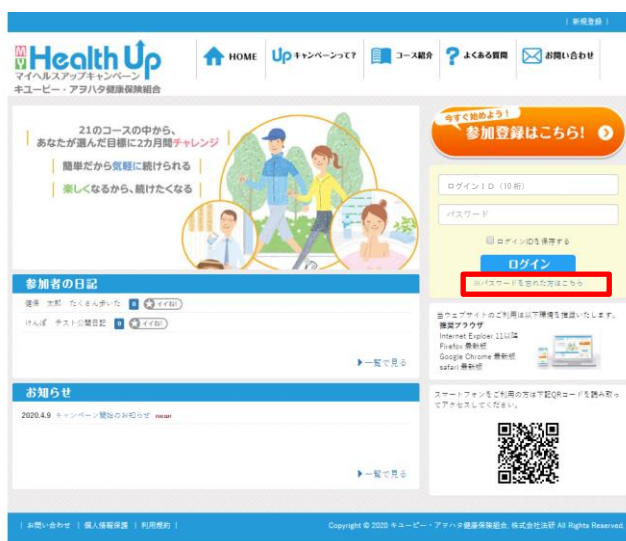 | 新規登録 |
MY Health Up
マイヘルスアップキャンペーン
キユーピー・アヲハタ健康保険組合
HOME
Up キャンペーンって?
コース紹介
? よくある質問
お問い合わせ
21のコースの中から、
あなたが選んだ目標に2カ月間チャレンジ
簡単だから気軽に続けられる
楽しくなるから、続けたくなる
今すぐ始めよう!
参加登録はこちら!
ログインID (10桁)
パスワード
ログインIDを保存する
ログイン
※パスワードを忘れた方はこちら
参加者の日記
健保 太郎 たくさん歩いた 0 イイね!
けんぽ テスト公開日記 0 イイね!
一覧で見る
当ウェブサイトのご利用は以下環境を推奨いたします。
推奨ブラウザ
Internet Exploer 11以降
Firefox 最新版
Google Chrome 最新版
safari 最新版
お知らせ
2020.4.9 キャンペーン開始のお知らせ new!
一覧で見る
スマートフォンをご利用の方は下記QRコードを読み取っ
てアクセスしてください。
| お問い合わせ | 個人情報保護 | 利用規約 |
Copyright © 2020 キユーピー・アヲハタ健康保険組合, 株式会社法研 All Rights Reserved.